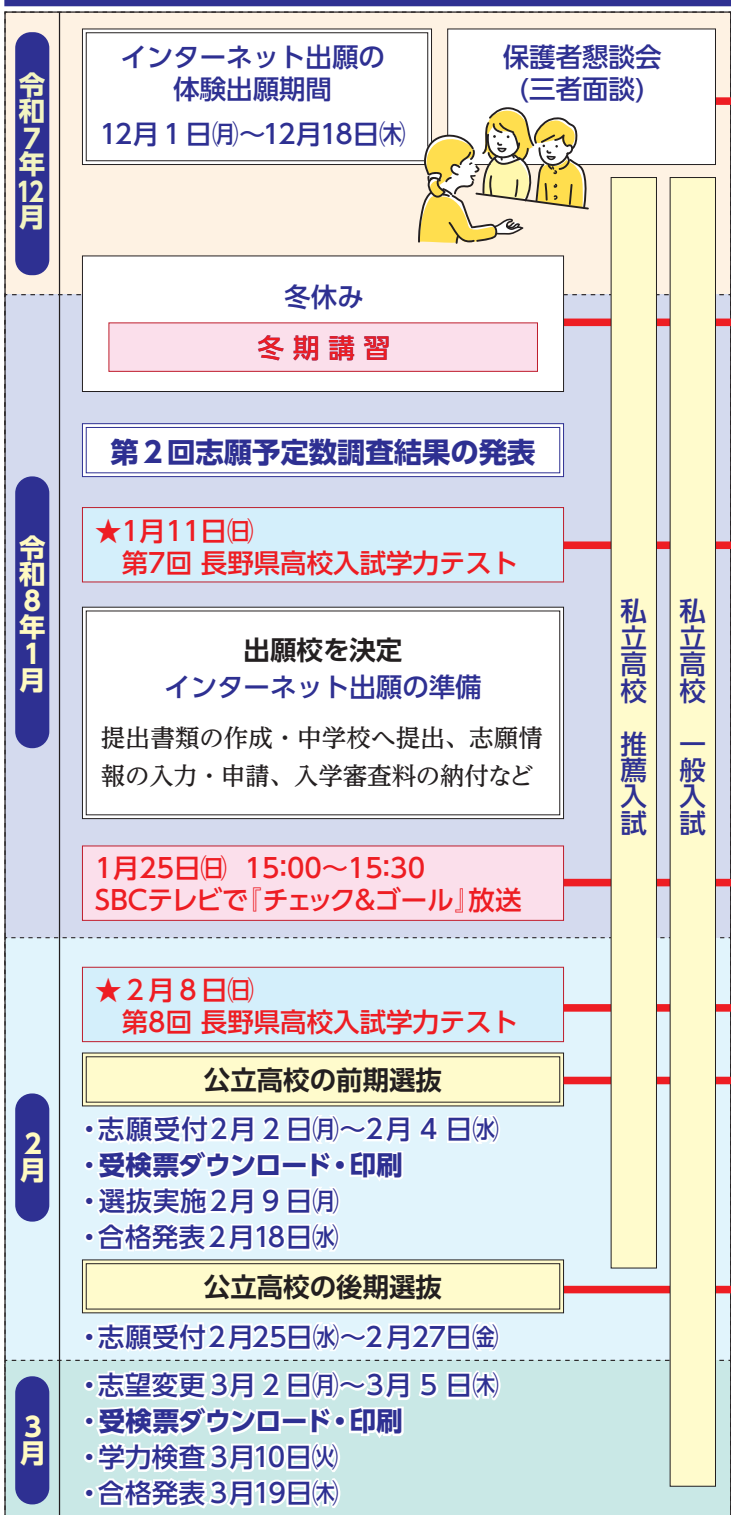 令和7年12月
インターネット出願の
体験出願期間
12月1日㈪～12月18日㈭
保護者懇談会
(三者面談)
冬休み
冬期講習
令和8年1月
第2回志願予定数調査結果の発表
★1月11日㈰
第7回 長野県高校入試学力テスト
出願校を決定
インターネット出願の準備
提出書類の作成・中学校へ提出、志願情
報の入力・申請、入学審査料の納付など
1月25日㈰ 15:00～15:30
SBCテレビで『チェック&ゴール』放送
私立高校 推薦入試
私立高校 一般入試
2月
★2月8日㈰
第8回 長野県高校入試学力テスト
公立高校の前期選抜
・志願受付2月2日㈪～2月4日㈬
・受検票ダウンロード・印刷
・選抜実施2月9日㈪
・合格発表2月18日㈬
公立高校の後期選抜
・志願受付2月25日㈬～2月27日㈮
3月
・志望変更3月2日㈪～3月5日㈭
・受検票ダウンロード・印刷
・学力検査3月10日㈫
・合格発表3月19日㈭